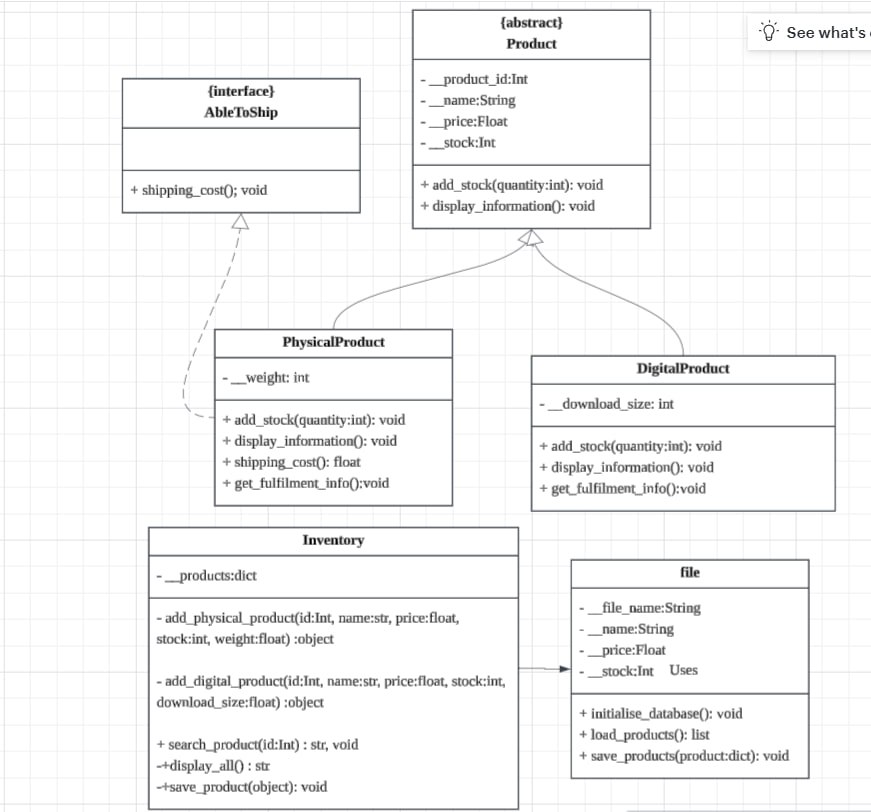 See what's
{abstract}
Product
- __product_id:Int
- __name:String
- __price:Float
- __stock:Int
+ add_stock(quantity:int): void
+ display_information(): void
{interface}
AbleToShip
+ shipping_cost(); void
PhysicalProduct
- __weight: int
+ add_stock(quantity:int): void
+ display_information(): void
+ shipping_cost(): float
+ get_fulfilment_info():void
DigitalProduct
- __download_size: int
+ add_stock(quantity:int): void
+ display_information(): void
+ get_fulfilment_info():void
Inventory
- __products:dict
- add_physical_product(id:Int, name:str, price:float,
stock:int, weight:float) :object
- add_digital_product(id:Int, name:str, price:float, stock:int,
download_size:float) :object
+ search_product(id:Int) : str, void
-+display_all() : str
-+save_product(object): void
file
- __file_name:String
- __name:String
- __price:Float
- __stock:Int Uses
+ initialise_database(): void
+ load_products(): list
+ save_products(product:dict): void